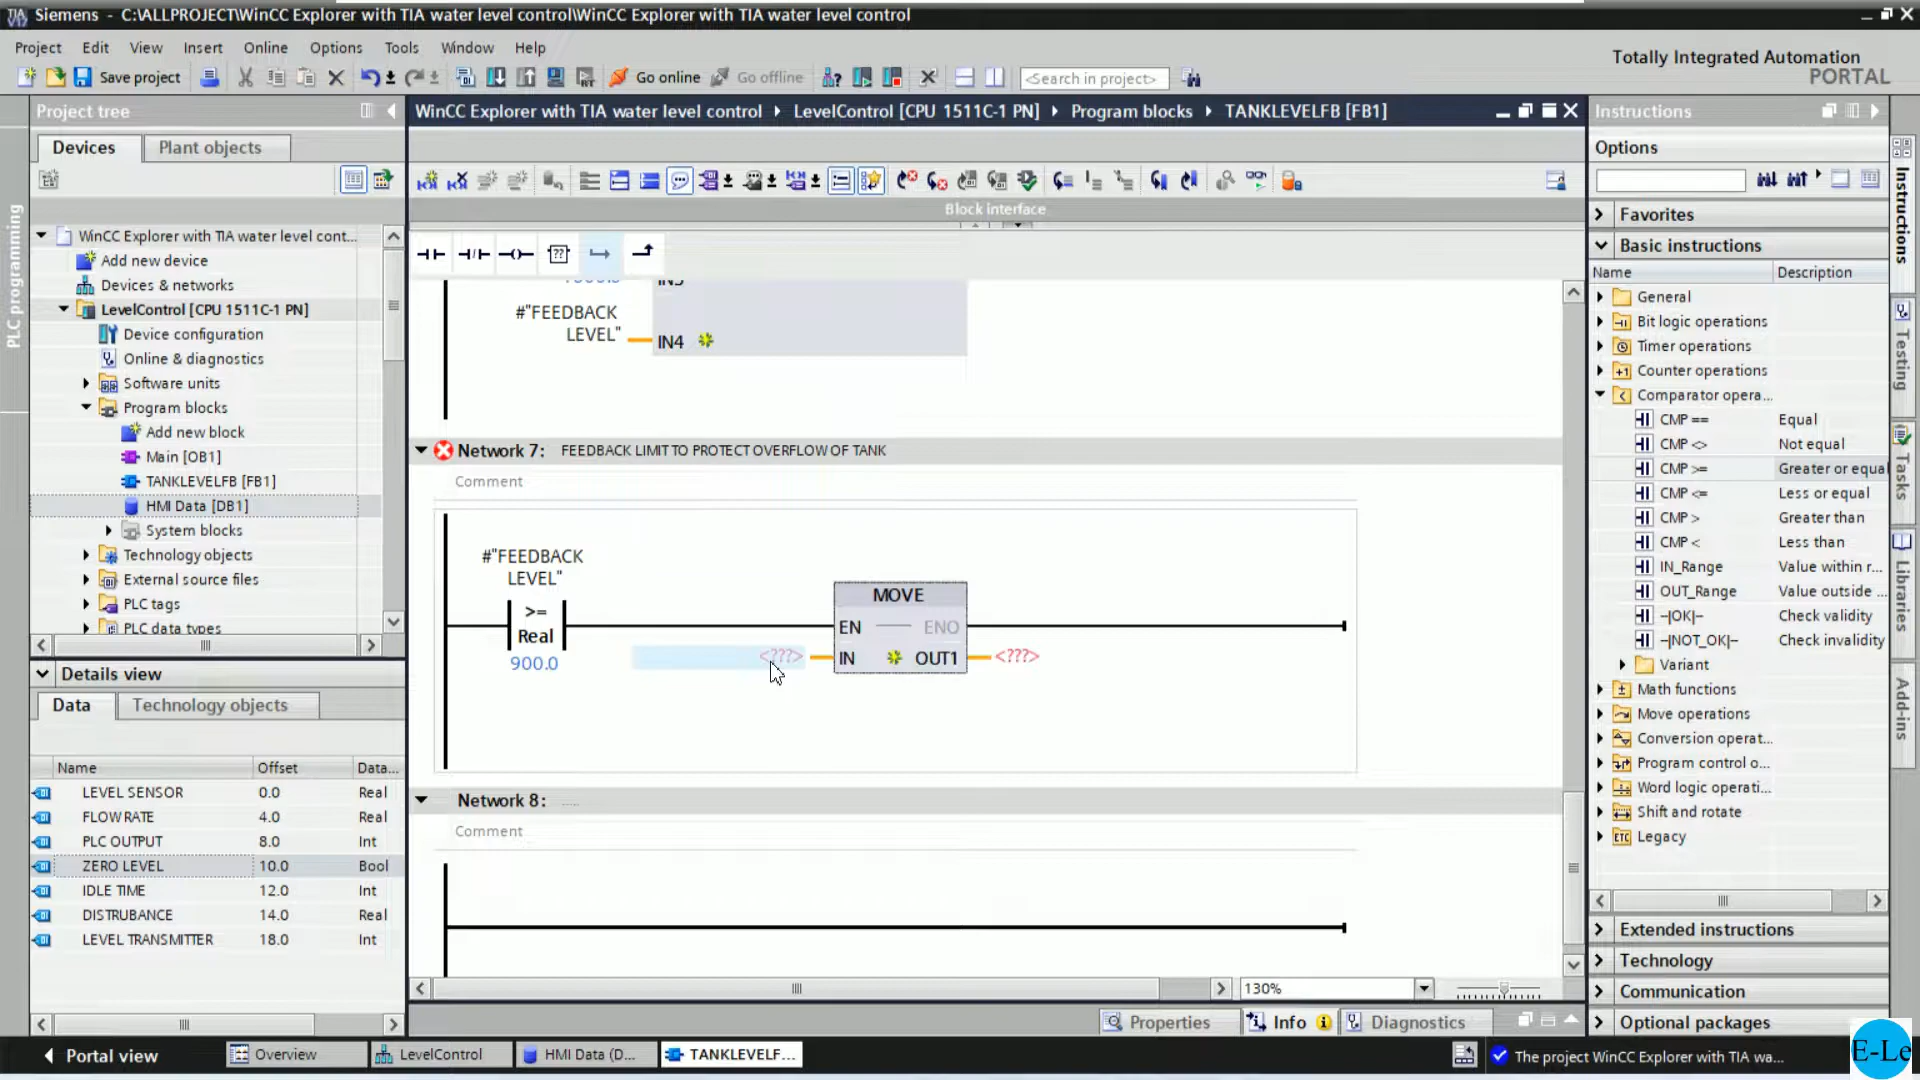 Siemens - C:\ALLPROJECT\WinCC Explorer with TIA water level control\WinCC Explorer with TIA water level control
Project Edit View Insert Online Options Tools Window Help
Totally Integrated Automation
PORTAL
Save project
Go online
Go offline
<Search in project>
Project tree
WinCC Explorer with TIA water level control LevelControl [CPU 1511C-1 PN] Program blocks TANKLEVELFB [FB1]
Instructions
Devices
Plant objects
Options
Block interface
PLC programming
WinCC Explorer with TIA water level cont...
Add new device
Devices & networks
LevelControl [CPU 1511C-1 PN]
Device configuration
Online & diagnostics
Software units
Program blocks
Add new block
Main [OB1]
TANKLEVELFB [FB1]
HMI Data [DB1]
System blocks
Technology objects
External source files
PLC tags
PLC data types
Details view
Data
Technology objects
Name Offset Data...
LEVEL SENSOR 0.0 Real
FLOW RATE 4.0 Real
PLC OUTPUT 8.0 Int
ZERO LEVEL 10.0 Bool
IDLE TIME 12.0 Int
DISTRUBANCE 14.0 Real
LEVEL TRANSMITTER 18.0 Int
#"FEEDBACK
LEVEL"
IN4
Network 7: FEEDBACK LIMIT TO PROTECT OVERFLOW OF TANK
Comment
#"FEEDBACK
LEVEL"
>=
Real
900.0
MOVE
EN ENO
<???> IN OUT1 <???>
Network 8: .....
Comment
130%
Properties
Info
Diagnostics
Favorites
Basic instructions
Name Description
General
Bit logic operations
Timer operations
Counter operations
Comparator opera...
CMP == Equal
CMP <> Not equal
CMP >= Greater or equal
CMP <= Less or equal
CMP > Greater than
CMP < Less than
IN_Range Value within r...
OUT_Range Value outside ...
-|OK|- Check validity
-|NOT_OK|- Check invalidity
Variant
Math functions
Move operations
Conversion operat...
Program control o...
Word logic operati...
Shift and rotate
Legacy
Extended instructions
Technology
Communication
Optional packages
Instructions
Testing
Tasks
Libraries
Add-ins
Portal view
Overview
LevelControl
HMI Data (D...
TANKLEVELF...
The project WinCC Explorer with TIA wa...
E-Le